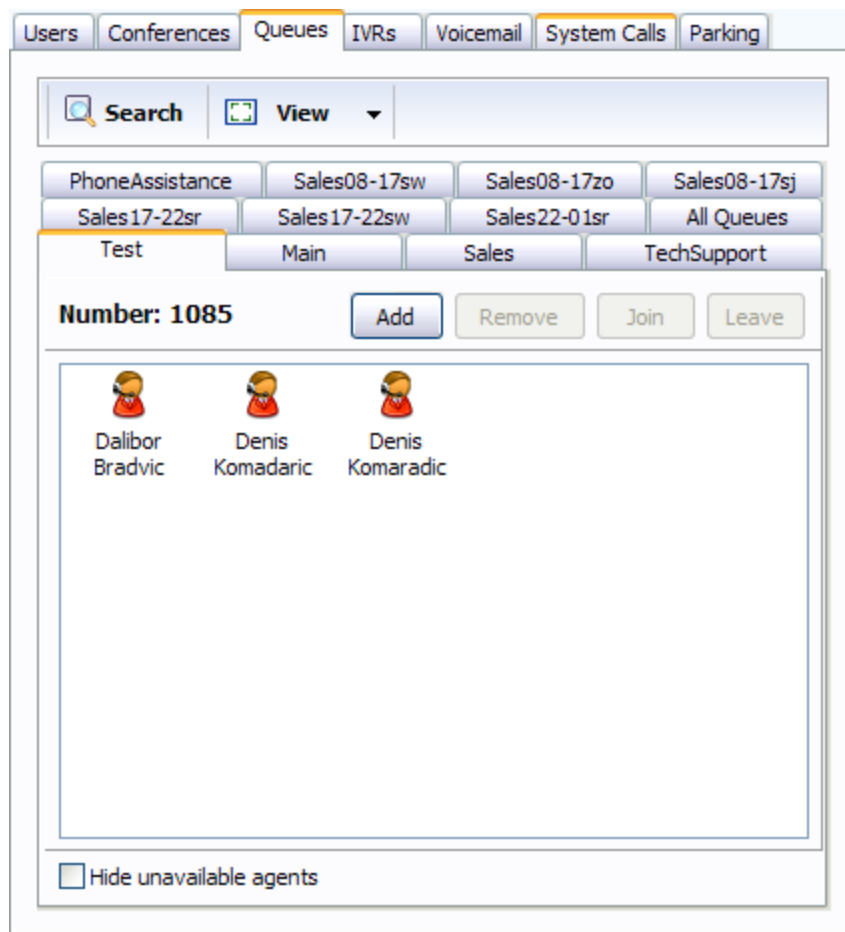 Users Conferences Queues IVRs Voicemail System Calls Parking
Search View
PhoneAssistance Sales08-17sw Sales08-17zo Sales08-17sj
Sales17-22sr Sales17-22sw Sales22-01sr All Queues
Test Main Sales TechSupport
Number: 1085 Add Remove Join Leave
Dalibor Denis Denis
Bradvic Komadaric Komaradic
Hide unavailable agents